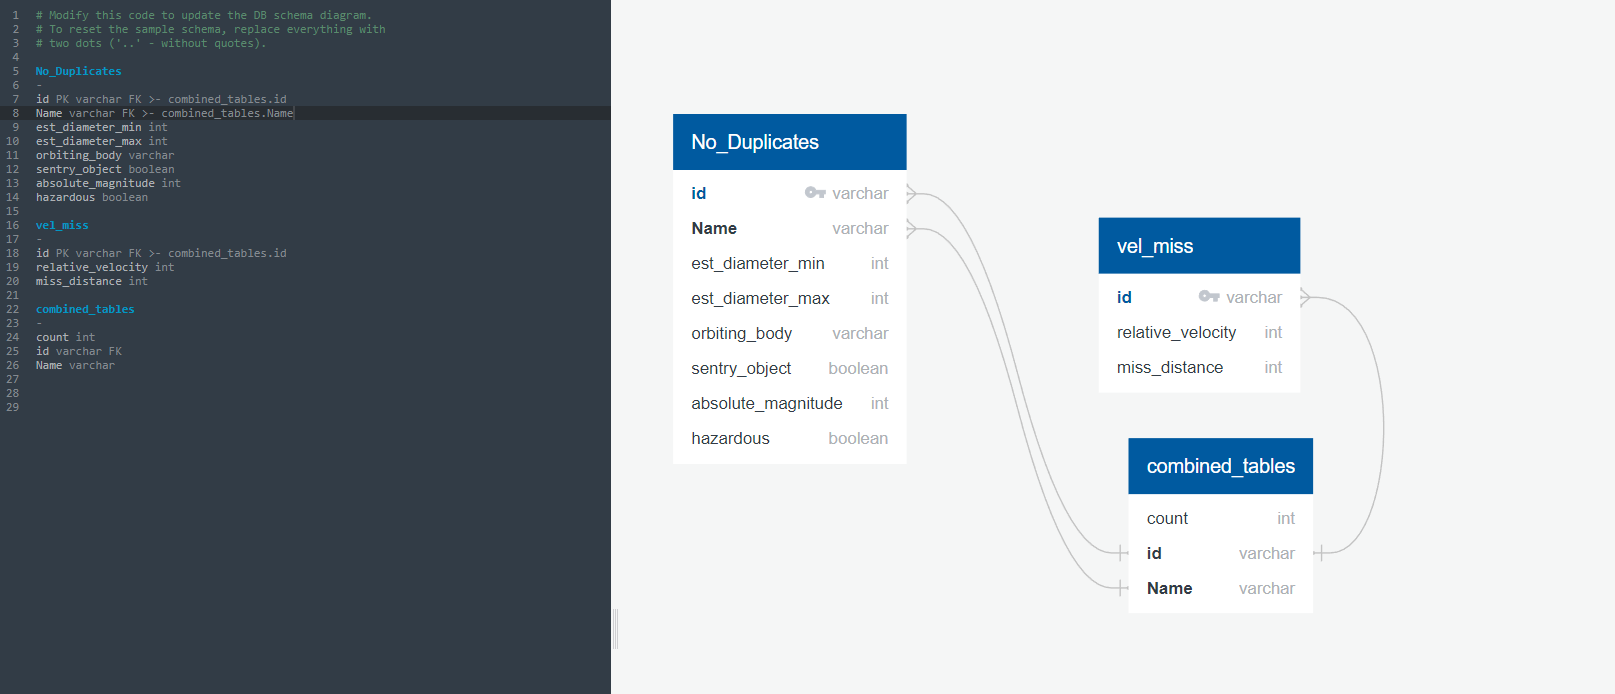 1 # Modify this code to update the DB schema diagram.
2 # To reset the sample schema, replace everything with
3 # two dots ('..' - without quotes).
4
5 No_Duplicates
6 -
7 id PK varchar FK >- combined_tables.id
8 Name varchar FK >- combined_tables.Name
9 est_diameter_min int
10 est_diameter_max int
11 orbiting_body varchar
12 sentry_object boolean
13 absolute_magnitude int
14 hazardous boolean
15
16 vel_miss
17 -
18 id PK varchar FK >- combined_tables.id
19 relative_velocity int
20 miss_distance int
21
22 combined_tables
23 -
24 count int
25 id varchar FK
26 Name varchar
27
28
29
No_Duplicates
id varchar
Name varchar
est_diameter_min int
est_diameter_max int
orbiting_body varchar
sentry_object boolean
absolute_magnitude int
hazardous boolean
vel_miss
id varchar
relative_velocity int
miss_distance int
combined_tables
count int
id varchar
Name varchar